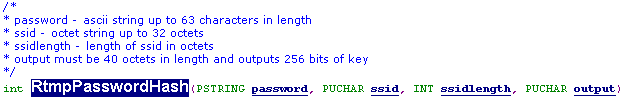 /*
* password - ascii string up to 63 characters in length
* ssid - octet string up to 32 octets
* ssidlength - length of ssid in octets
* output must be 40 octets in length and outputs 256 bits of key
*/
int RtmpPasswordHash(PSTRING password, PUCHAR ssid, INT ssidlength, PUCHAR output)